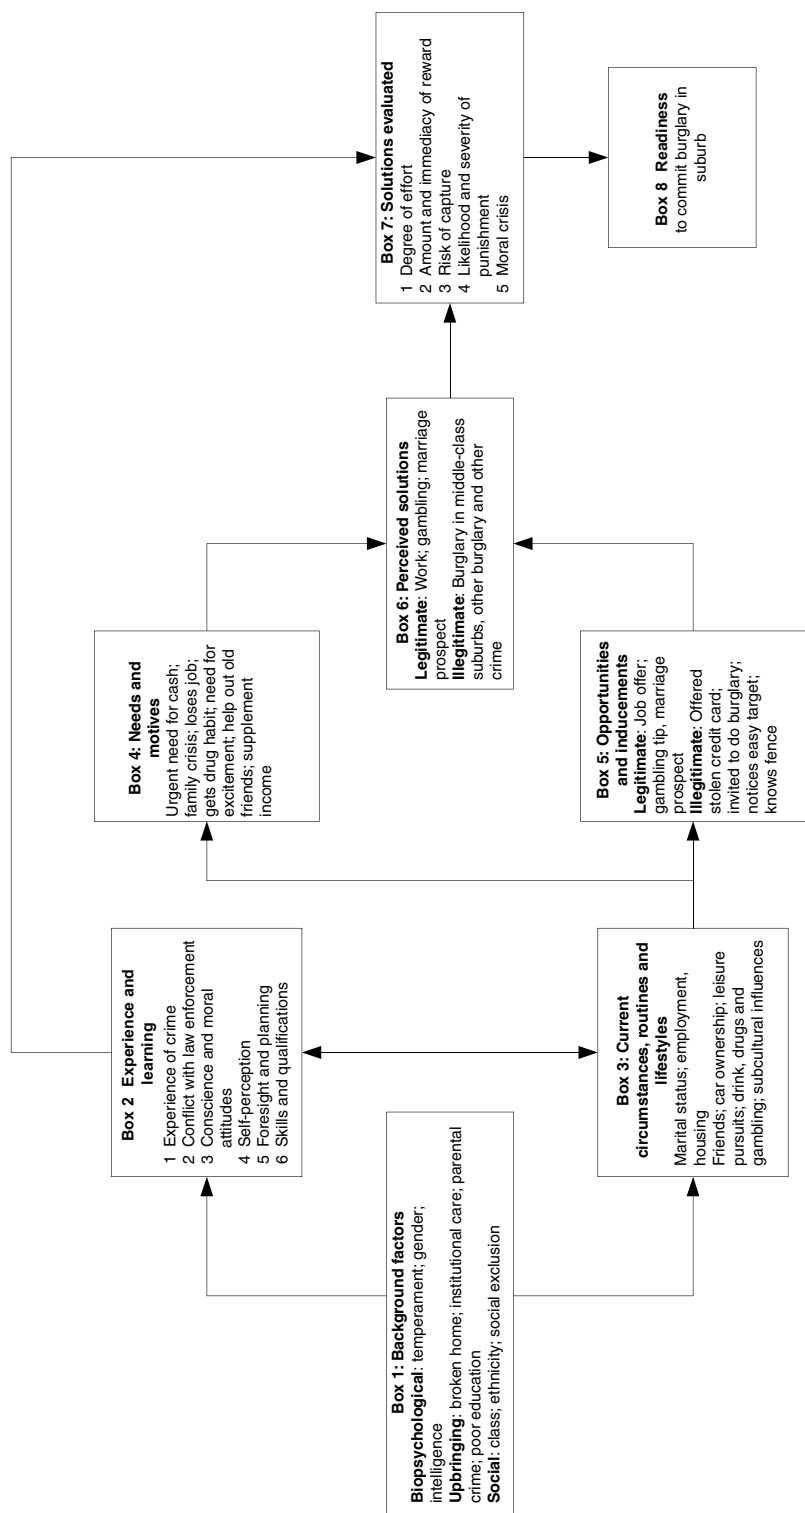 Box 1: Background factors
Biopsychological: temperament; gender;
intelligence
Upbringing: broken home; institutional care; parental
crime; poor education
Social: class; ethnicity; social exclusion
Box 2 Experience and
learning
1 Experience of crime
2 Conflict with law enforcement
3 Conscience and moral
attitudes
4 Self-perception
5 Foresight and planning
6 Skills and qualifications
Box 3: Current
circumstances, routines and
lifestyles
Marital status; employment,
housing
Friends; car ownership; leisure
pursuits; drink, drugs and
gambling; subcultural influences
Box 4: Needs and
motives
Urgent need for cash;
family crisis; loses job;
gets drug habit; need for
excitement; help out old
friends; supplement
income
Box 5: Opportunities
and inducements
Legitimate: Job offer;
gambling tip, marriage
prospect
Illegitimate: Offered
stolen credit card;
invited to do burglary;
notices easy target;
knows fence
Box 6: Perceived solutions
Legitimate: Work; gambling; marriage
prospect
Illegitimate: Burglary in middle-class
suburbs, other burglary and other
crime
Box 7: Solutions evaluated
1 Degree of effort
2 Amount and immediacy of reward
3 Risk of capture
4 Likelihood and severity of
punishment
5 Moral crisis
Box 8 Readiness
to commit burglary in
suburb